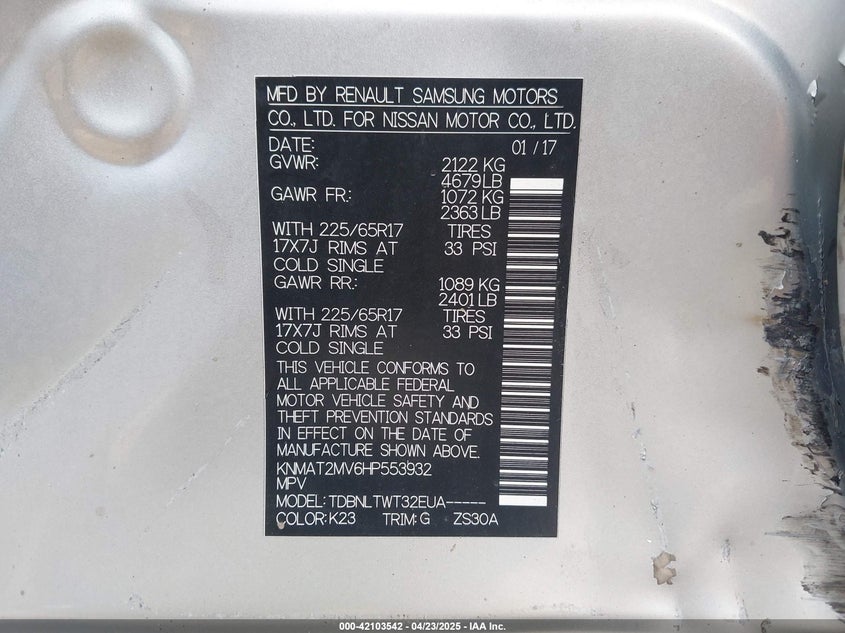 MFD BY RENAULT SAMSUNG MOTORS
CO., LTD. FOR NISSAN MOTOR CO., LTD.
DATE: 01 / 17
GVWR: 2122 KG
4679 LB
GAWR FR.: 1072 KG
2363 LB
WITH 225/65R17 TIRES
17X7J RIMS AT 33 PSI
COLD SINGLE
GAWR RR.: 1089 KG
2401 LB
WITH 225/65R17 TIRES
17X7J RIMS AT 33 PSI
COLD SINGLE
THIS VEHICLE CONFORMS TO
ALL APPLICABLE FEDERAL
MOTOR VEHICLE SAFETY AND
THEFT PREVENTION STANDARDS
IN EFFECT ON THE DATE OF
MANUFACTURE SHOWN ABOVE.
KNMAT2MV6HP553932
MPV
MODEL: TDBNLTWT32EUA-----
COLOR: K23 TRIM: G ZS30A
000-42103542 - 04/23/2025 - IAA Inc.